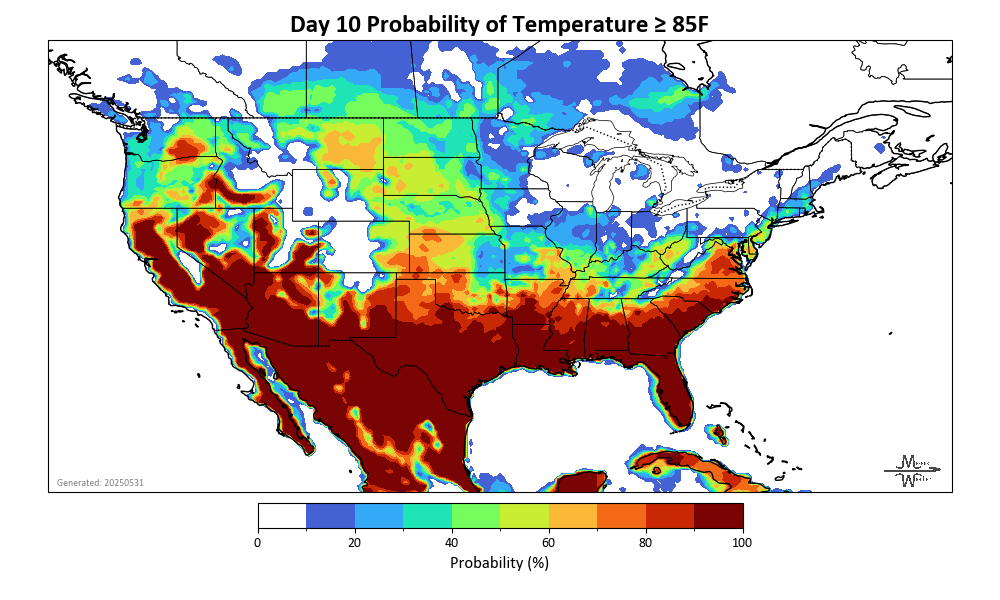 Day 10 Probability of Temperature ≥ 85F
Generated: 20250531
0 20 40 60 80 100
Probability (%)